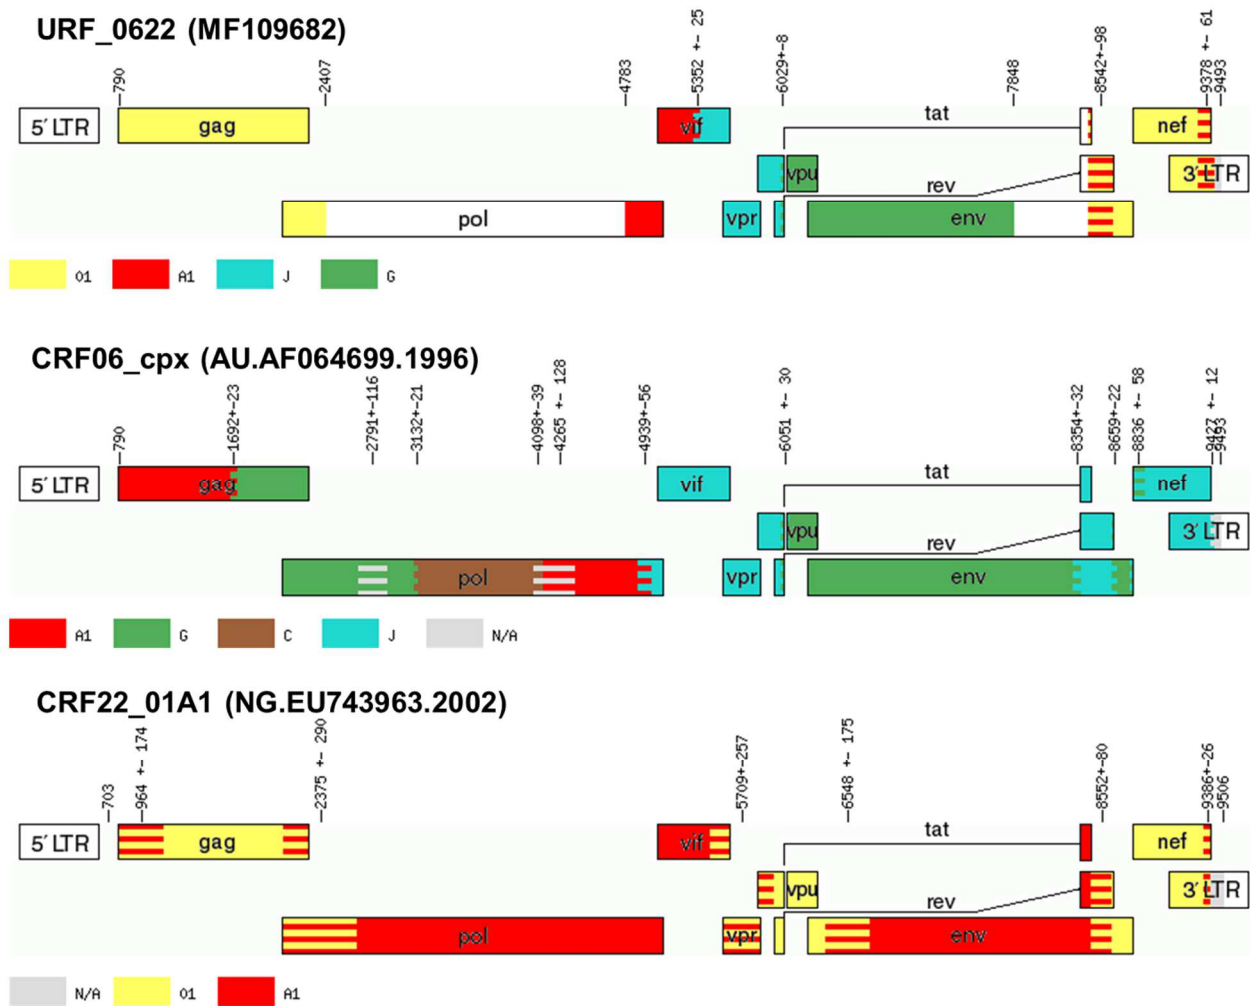 URF_0622 (MF109682)
790
2407
4783
5352 +- 25
6029+-8
7848
8542+-98
9378 +- 61
9493
5′ LTR
gag
vif
tat
nef
vpu
rev
3′ LTR
pol
vpr
env
01
A1
J
G
CRF06_cpx (AU.AF064699.1996)
790
1692+-23
2791+-116
3132+-21
4098+-39
4265 +- 128
4939+-56
6051 +- 30
8354+-32
8659+-22
8836 +- 58
9427 +- 12
9493
5′ LTR
gag
vif
tat
nef
vpu
rev
3′ LTR
pol
vpr
env
A1
G
C
J
N/A
CRF22_01A1 (NG.EU743963.2002)
703
964 +- 174
2375 +- 290
5709+-257
6548 +- 175
8552+-80
9386+-26
9506
5′ LTR
gag
vif
tat
nef
vpu
rev
3′ LTR
pol
vpr
env
N/A
01
A1